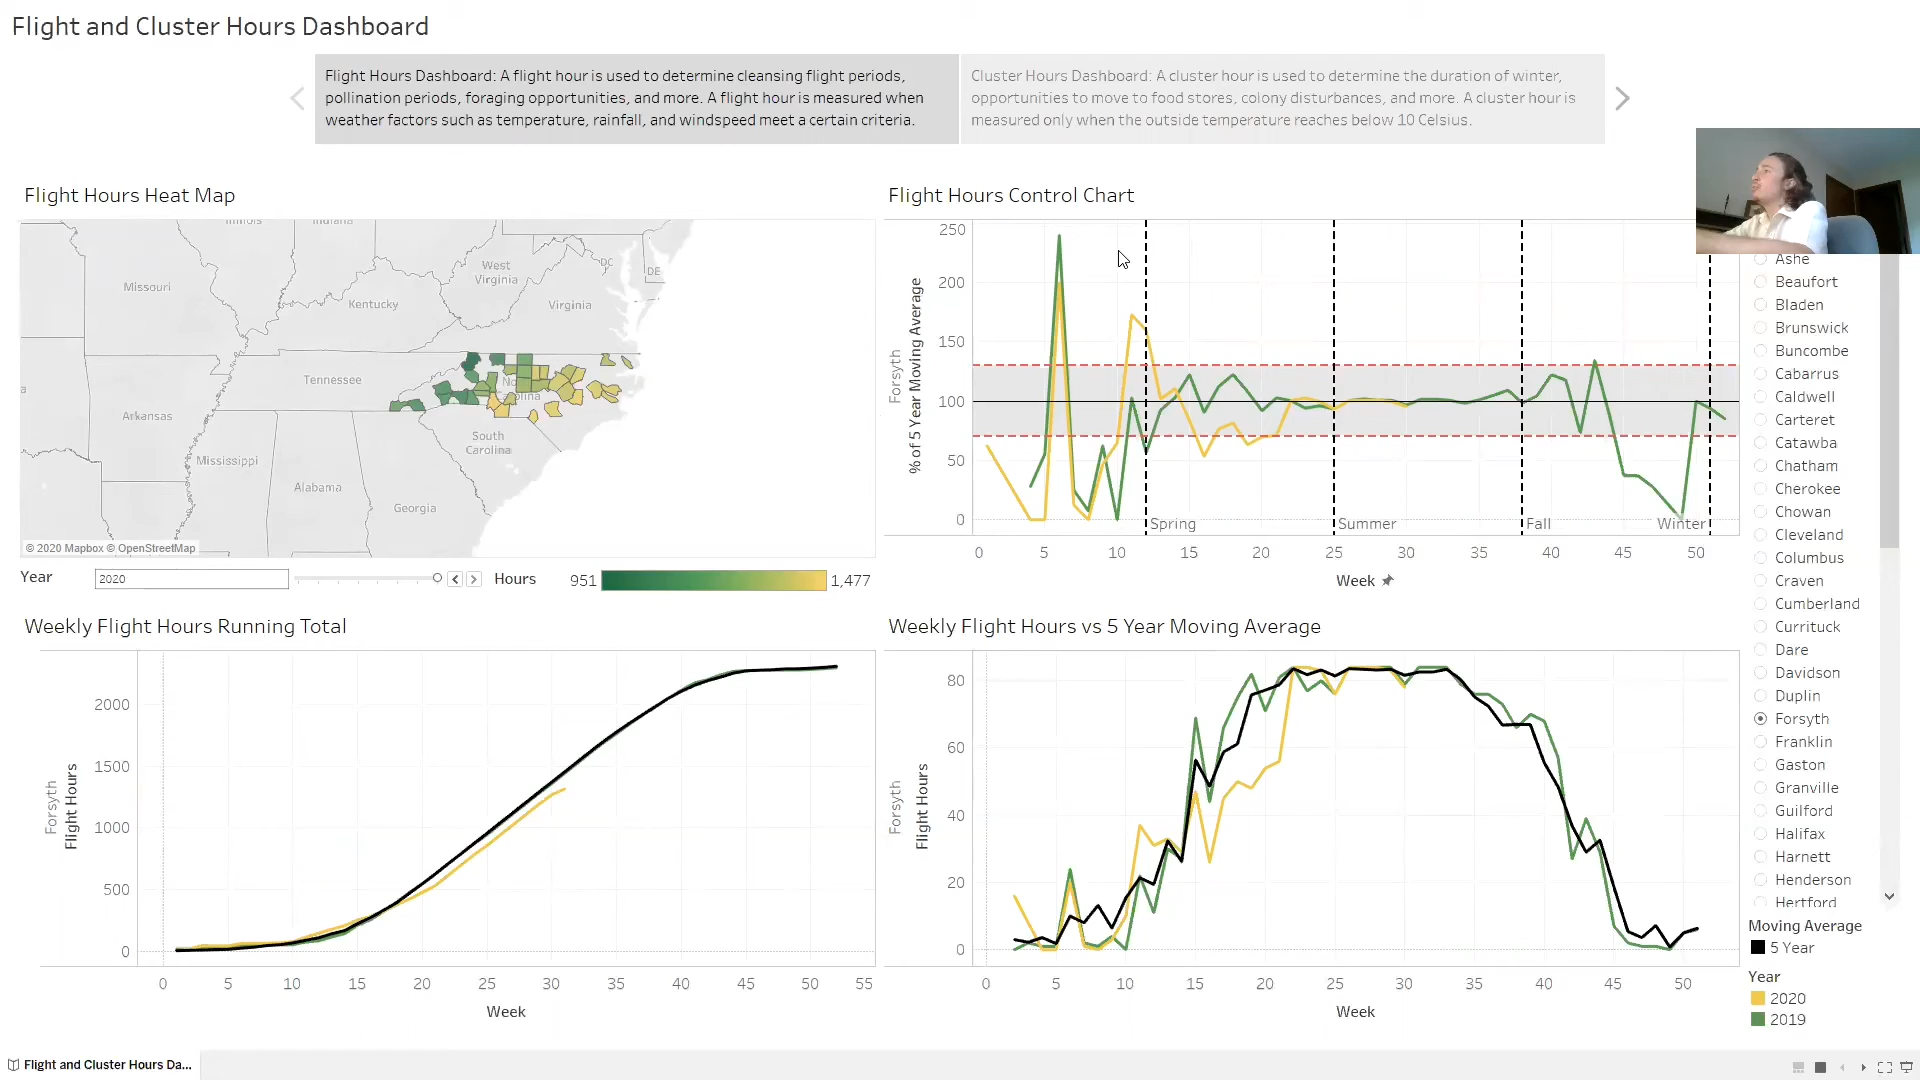 Flight and Cluster Hours Dashboard
Flight Hours Dashboard: A flight hour is used to determine cleansing flight periods,
pollination periods, foraging opportunities, and more. A flight hour is measured when
weather factors such as temperature, rainfall, and windspeed meet a certain criteria.
Cluster Hours Dashboard: A cluster hour is used to determine the duration of winter,
opportunities to move to food stores, colony disturbances, and more. A cluster hour is
measured only when the outside temperature reaches below 10 Celsius.
Flight Hours Heat Map
Illinois
Indiana
Missouri
Kentucky
West
Virginia
Virginia
DC
DE
Tennessee
Arkansas
North
Carolina
South
Carolina
Mississippi
Alabama
Georgia
© 2020 Mapbox © OpenStreetMap
Year
2020
Hours
951
1,477
Flight Hours Control Chart
Forsyth
% of 5 Year Moving Average
250
200
150
100
50
0
Spring
Summer
Fall
Winter
0 5 10 15 20 25 30 35 40 45 50
Week
Weekly Flight Hours Running Total
Forsyth
Flight Hours
2000
1500
1000
500
0
0 5 10 15 20 25 30 35 40 45 50 55
Week
Weekly Flight Hours vs 5 Year Moving Average
Forsyth
Flight Hours
80
60
40
20
0
0 5 10 15 20 25 30 35 40 45 50
Week
Ashe
Beaufort
Bladen
Brunswick
Buncombe
Cabarrus
Caldwell
Carteret
Catawba
Chatham
Cherokee
Chowan
Cleveland
Columbus
Craven
Cumberland
Currituck
Dare
Davidson
Duplin
Forsyth
Franklin
Gaston
Granville
Guilford
Halifax
Harnett
Henderson
Hertford
Moving Average
5 Year
Year
2020
2019
Flight and Cluster Hours Da...